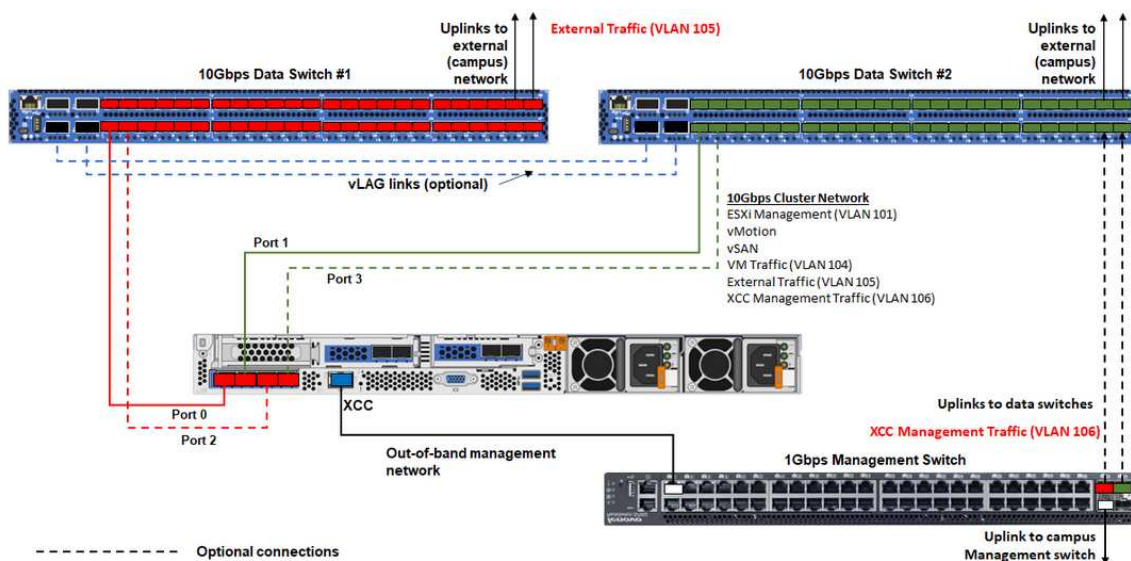 Uplinks to
external
(campus)
network
External Traffic (VLAN 105)
Uplinks to
external
(campus)
network
10Gbps Data Switch #1
10Gbps Data Switch #2
vLAG links (optional)
10Gbps Cluster Network
ESXi Management (VLAN 101)
vMotion
vSAN
VM Traffic (VLAN 104)
External Traffic (VLAN 105)
XCC Management Traffic (VLAN 106)
Port 1
Port 3
Port 0
Port 2
XCC
Out-of-band management
network
Uplinks to data switches
XCC Management Traffic (VLAN 106)
1Gbps Management Switch
Uplink to campus
Management switch
Optional connections